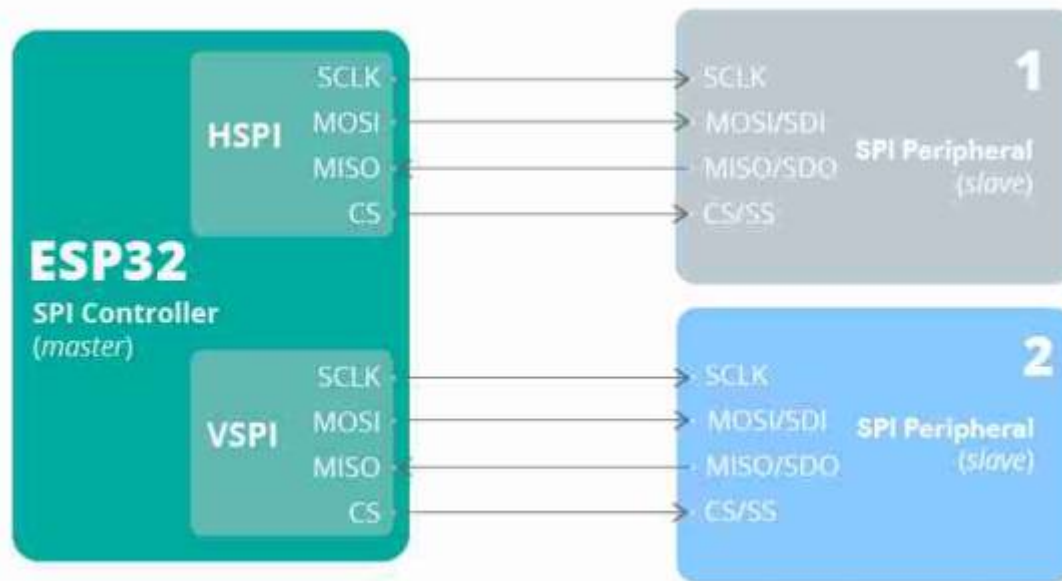 ESP32
SPI Controller
(master)
HSPI
SCLK
MOSI
MISO
CS
VSPI
SCLK
MOSI
MISO
CS
1
SCLK
MOSI/SDI
MISO/SDO
CS/SS
SPI Peripheral
(slave)
2
SCLK
MOSI/SDI
MISO/SDO
CS/SS
SPI Peripheral
(slave)